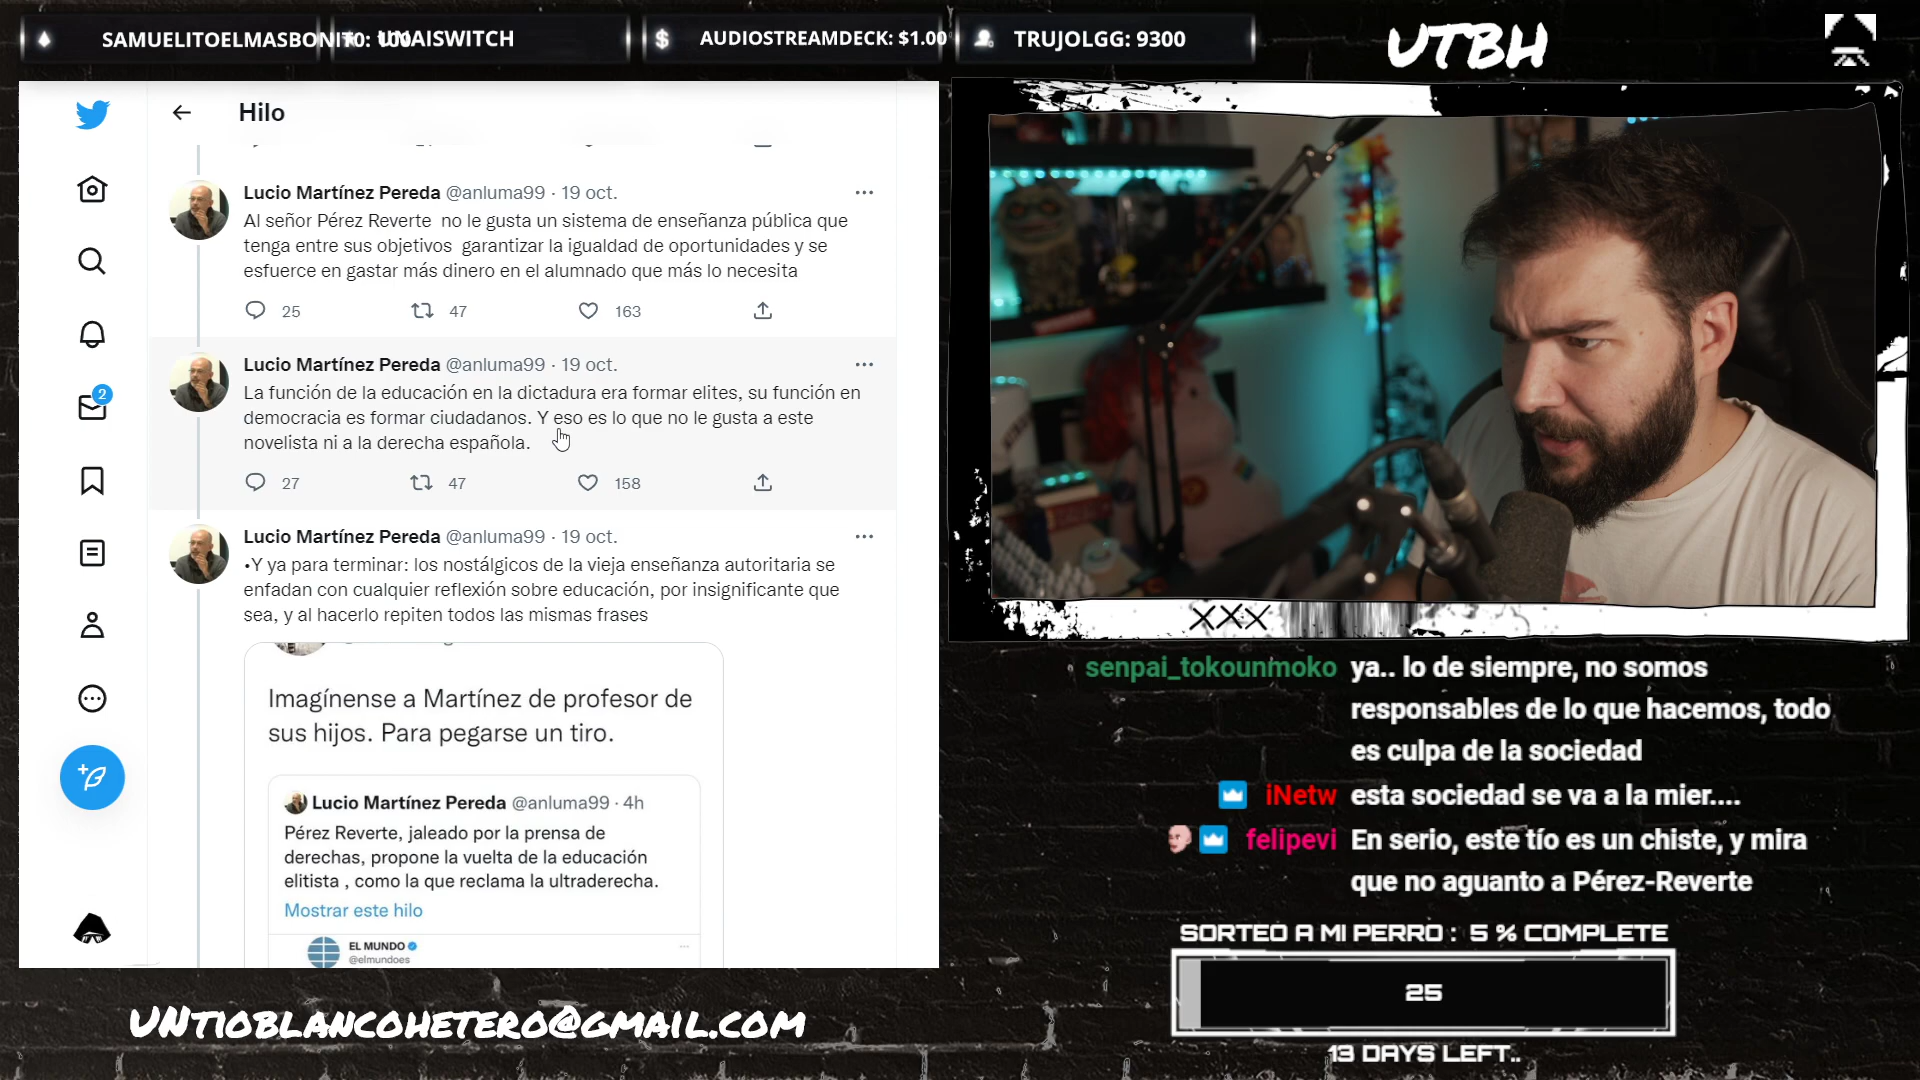 SAMUELITOELMASBONIT0: 100
UNAISWITCH
AUDIOSTREAMDECK: $1.00
TRUJOLGG: 9300
UTBH
Hilo
Lucio Martínez Pereda @anluma99 · 19 oct.
Al señor Pérez Reverte no le gusta un sistema de enseñanza pública que
tenga entre sus objetivos garantizar la igualdad de oportunidades y se
esfuerce en gastar más dinero en el alumnado que más lo necesita
25 47 163
Lucio Martínez Pereda @anluma99 · 19 oct.
La función de la educación en la dictadura era formar elites, su función en
democracia es formar ciudadanos. Y eso es lo que no le gusta a este
novelista ni a la derecha española.
27 47 158
2
Lucio Martínez Pereda @anluma99 · 19 oct.
•Y ya para terminar: los nostálgicos de la vieja enseñanza autoritaria se
enfadan con cualquier reflexión sobre educación, por insignificante que
sea, y al hacerlo repiten todos las mismas frases
Imagínense a Martínez de profesor de
sus hijos. Para pegarse un tiro.
Lucio Martínez Pereda @anluma99 · 4h
Pérez Reverte, jaleado por la prensa de
derechas, propone la vuelta de la educación
elitista , como la que reclama la ultraderecha.
Mostrar este hilo
EL MUNDO
@elmundoes
XXX
senpai_tokounmoko ya.. lo de siempre, no somos
responsables de lo que hacemos, todo
es culpa de la sociedad
iNetw esta sociedad se va a la mier....
felipevi En serio, este tío es un chiste, y mira
que no aguanto a Pérez-Reverte
SORTEO A MI PERRO : 5 % COMPLETE
25
13 DAYS LEFT..
UNTIOBLANCOHETERO@GMAIL.COM